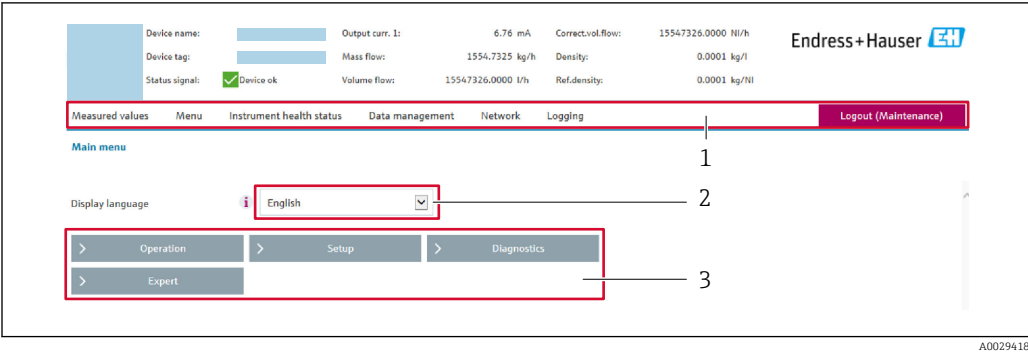 Device name: Output curr. 1: 6.76 mA Correct.vol.flow: 15547326.0000 Nl/h
Endress+Hauser EH
Device tag: Mass flow: 1554.7325 kg/h Density: 0.0001 kg/l
Status signal: Device ok Volume flow: 15547326.0000 l/h Ref.density: 0.0001 kg/Nl
Measured values Menu Instrument health status Data management Network Logging Logout (Maintenance)
1
Main menu
Display language i English 2
> Operation > Setup > Diagnostics
> Expert 3
A0029418